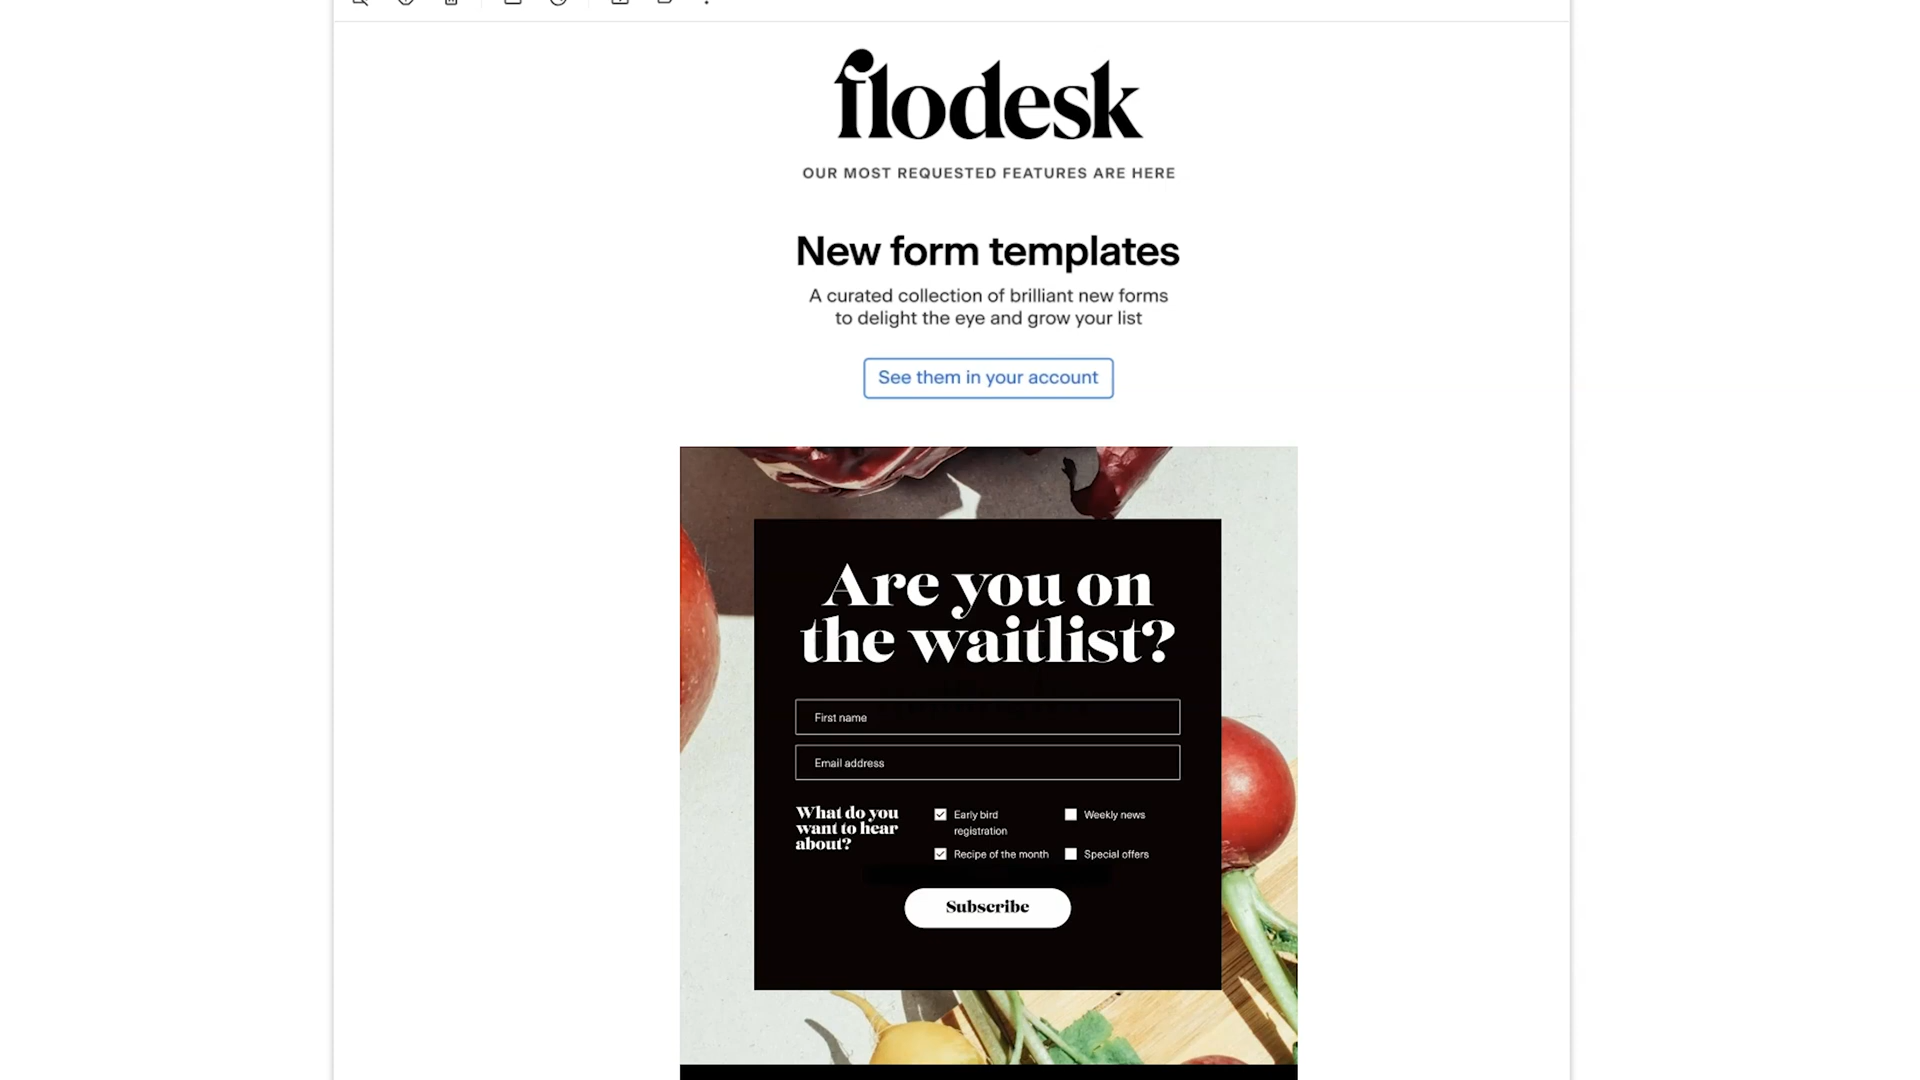 flodesk
OUR MOST REQUESTED FEATURES ARE HERE
New form templates
A curated collection of brilliant new forms
to delight the eye and grow your list
See them in your account
Are you on
the waitlist?
First name
Email address
What do you
want to hear
about?
Early bird
registration
Weekly news
Recipe of the month
Special offers
Subscribe